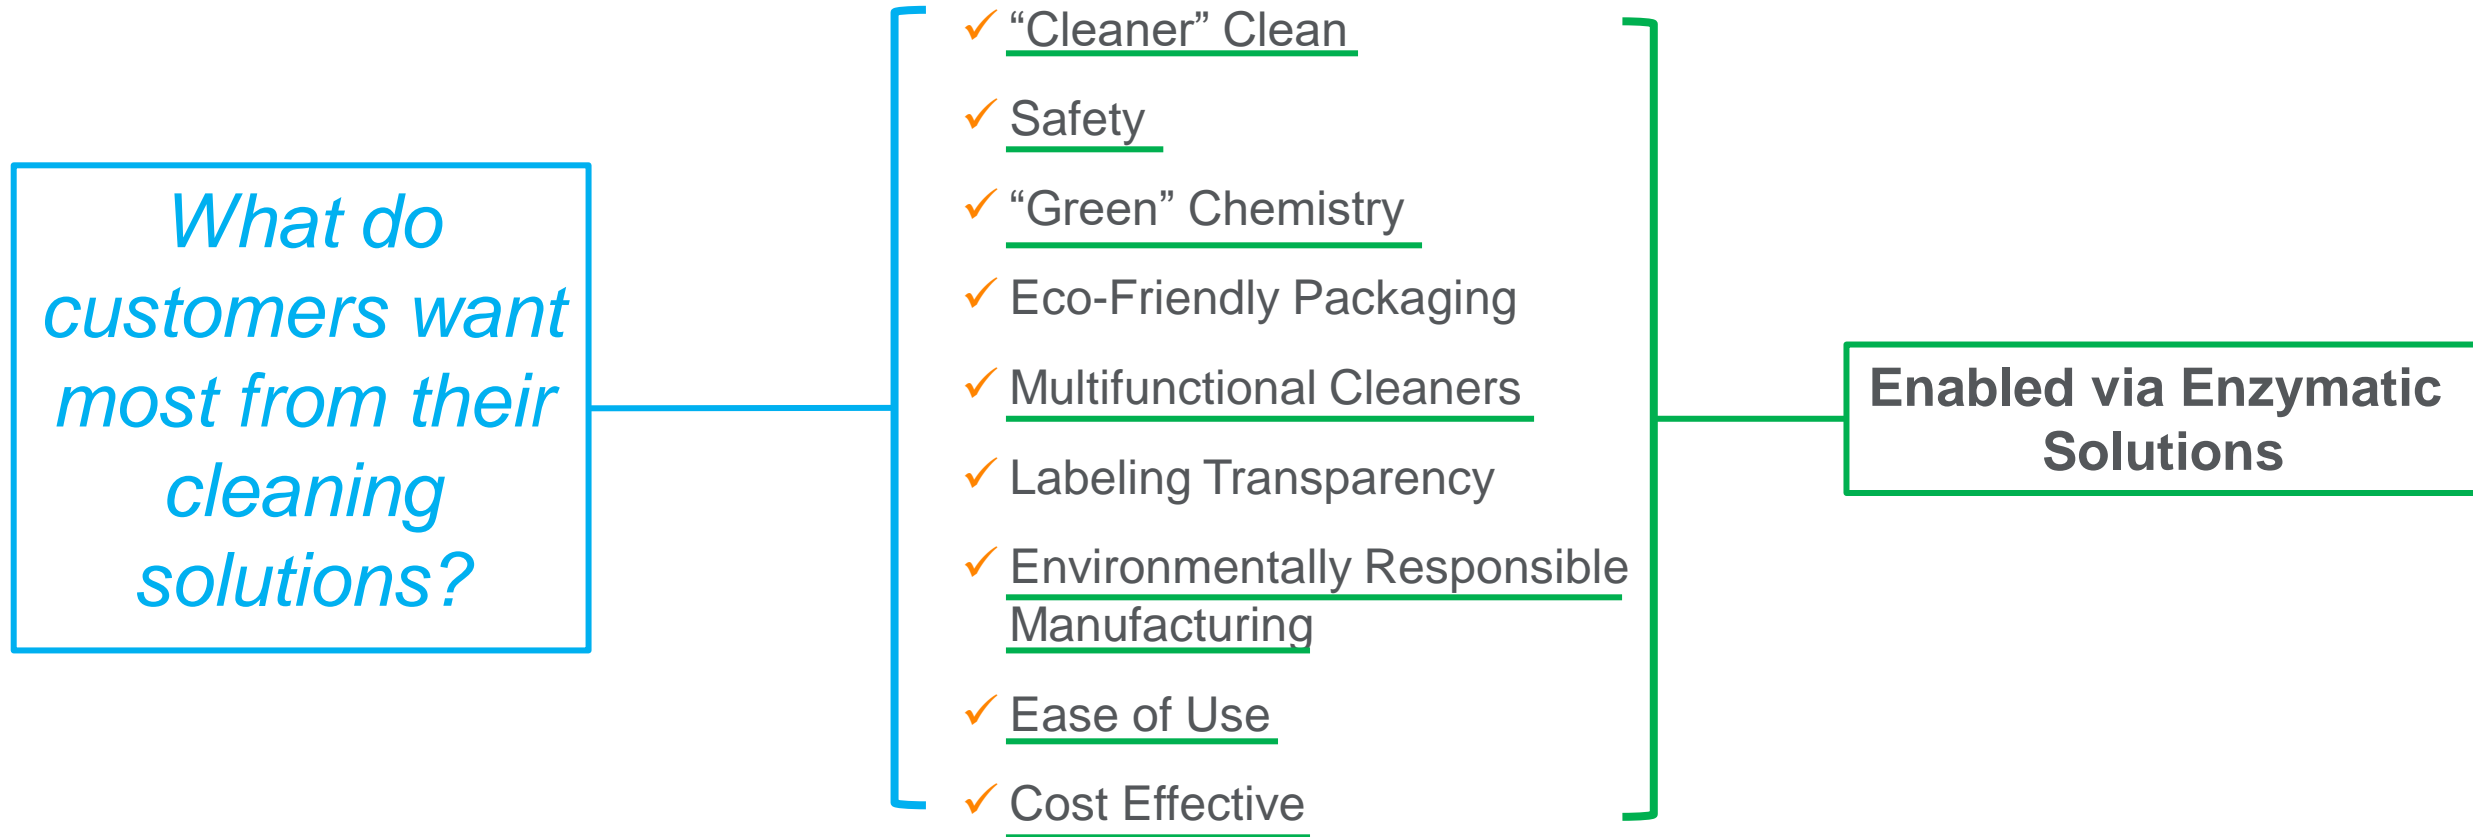 What do
customers want
most from their
cleaning
solutions?
✓ “Cleaner” Clean
✓ Safety
✓ “Green” Chemistry
✓ Eco-Friendly Packaging
✓ Multifunctional Cleaners
✓ Labeling Transparency
✓ Environmentally Responsible
Manufacturing
✓ Ease of Use
✓ Cost Effective
Enabled via Enzymatic
Solutions